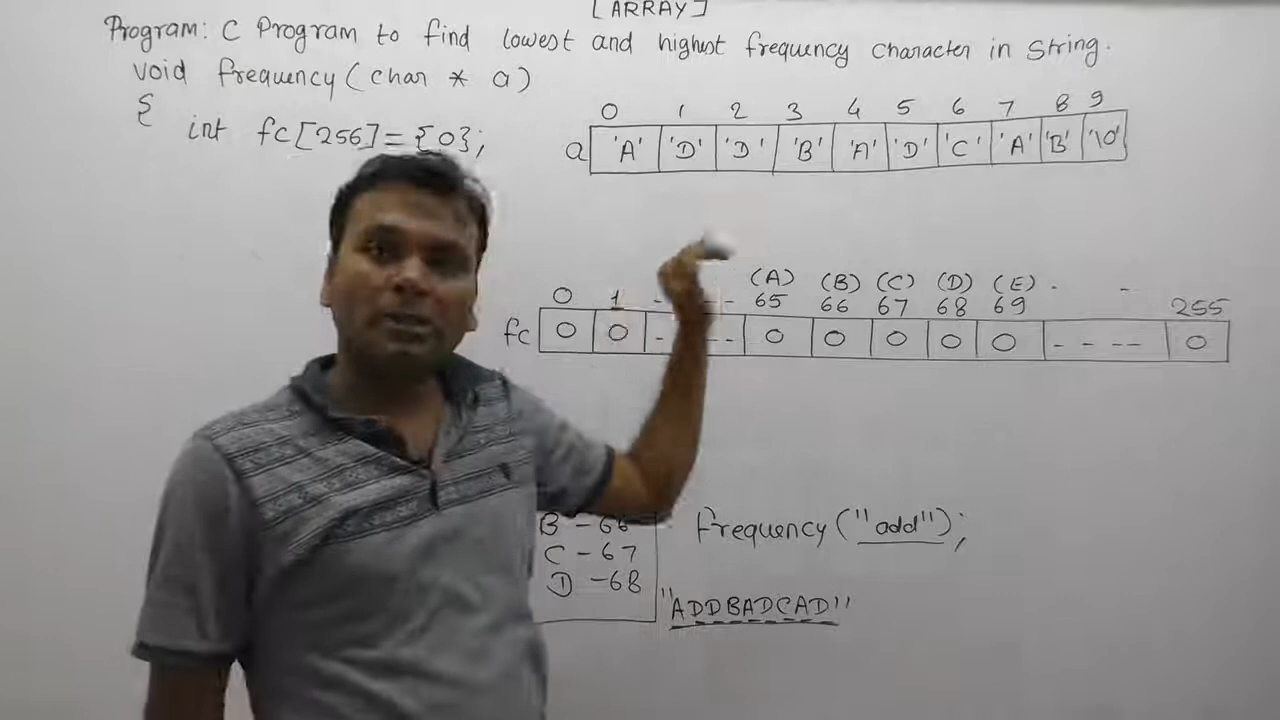 [ARRAY]
Program: C Program to find lowest and highest frequency character in String.
void frequency(char * a)
{
int fc[256]={0};
0 1 2 3 4 5 6 7 8 9
a 'A' 'D' 'D' 'B' 'A' 'D' 'C' 'A' 'B' '\0'
(A) (B) (C) (D) (E) . -
0 1 - - - 65 66 67 68 69 255
fc 0 0 - - - 0 0 0 0 0 - - - - 0
B - 66
C - 67
D - 68
Frequency("add");
"ADDBADCAD"